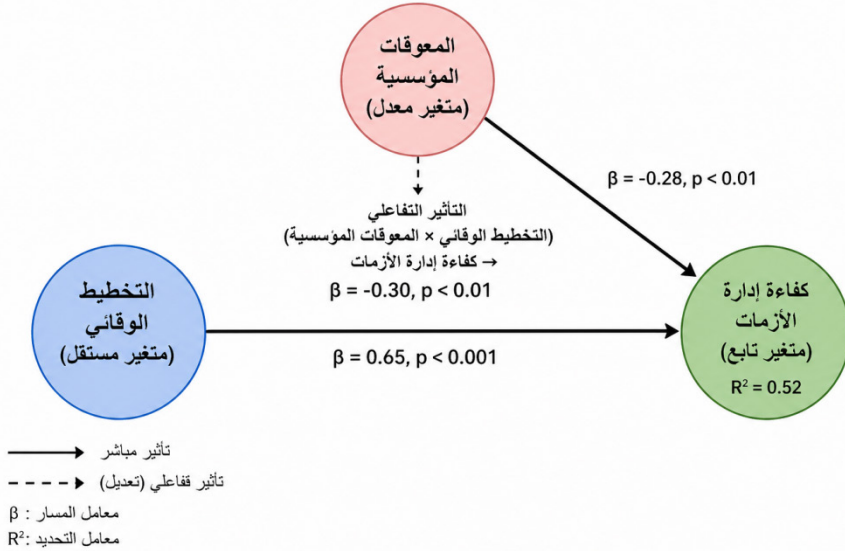 المعوقات
المؤسسية
(متغير معدل)
β = -0.28, p < 0.01
التأثير التفاعلي
(التخطيط الوقائي × المعوقات المؤسسية)
→ كفاءة إدارة الأزمات
β = -0.30, p < 0.01
التخطيط
الوقائي
(متغير مستقل)
β = 0.65, p < 0.001
كفاءة إدارة
الأزمات
(متغير تابع)
R² = 0.52
تأثير مباشر
تأثير قفاعلي (تعديل)
β : معامل المسار
R²: معامل التحديد